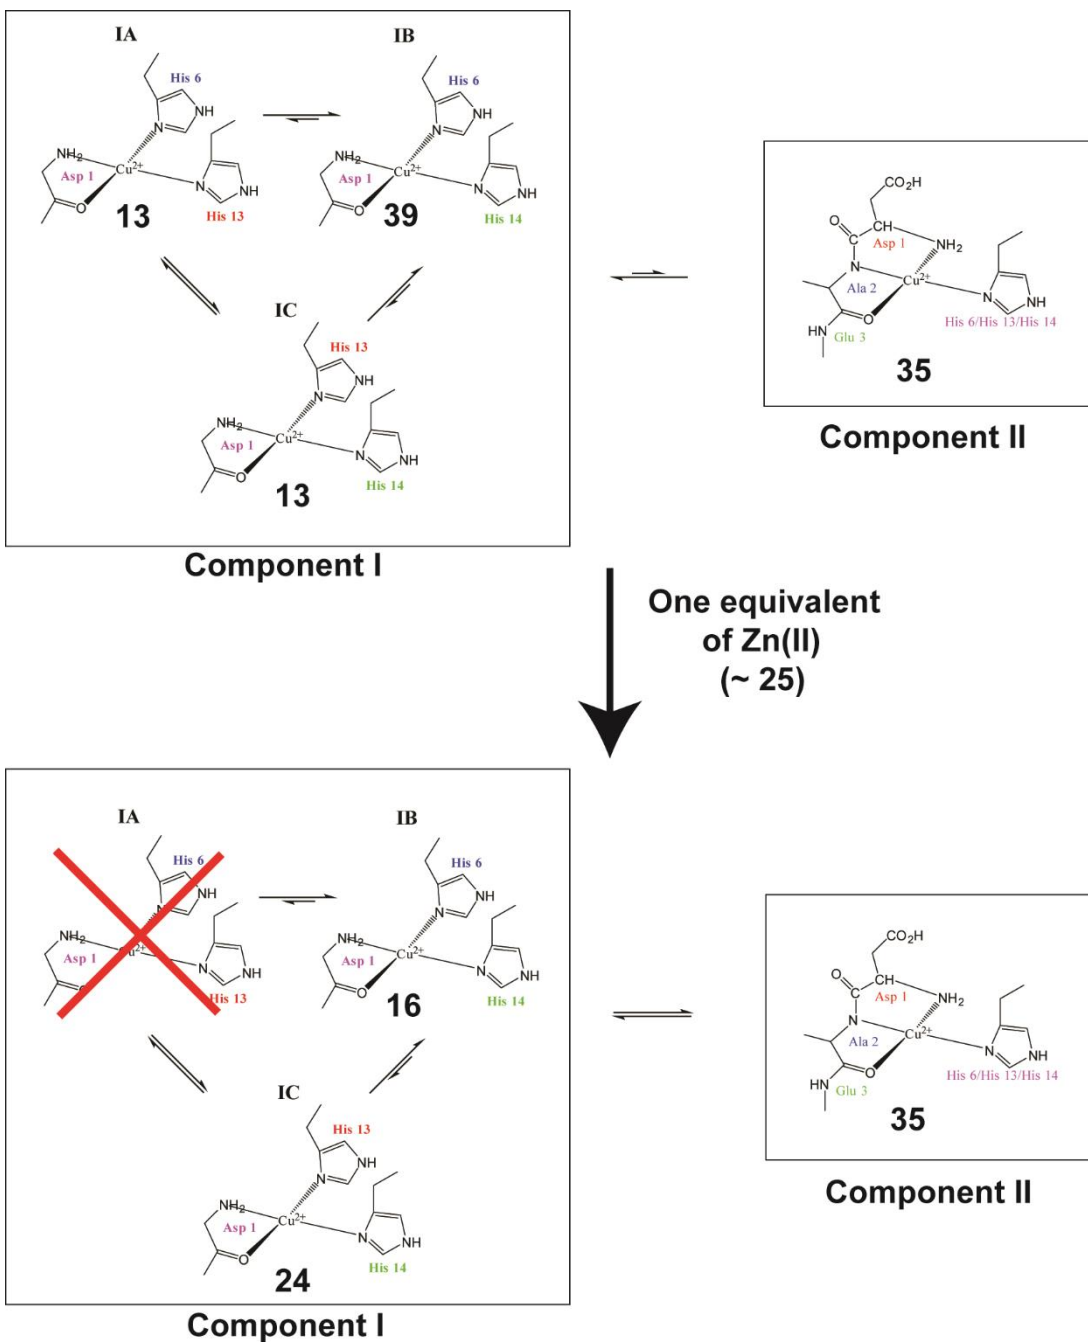 IA
IB
His 6
NH
N
NH₂
Cu²⁺
Asp 1
N
NH
O
His 13
13
His 6
NH
N
NH₂
Cu²⁺
Asp 1
N
NH
O
His 14
39
IC
His 13
NH
N
NH₂
Cu²⁺
Asp 1
N
NH
O
His 14
13
Component I
CO₂H
O
CH
C
Asp 1
NH₂
N
Cu²⁺
Ala 2
N
NH
O
His 6/His 13/His 14
HN
Glu 3
35
Component II
One equivalent
of Zn(II)
(~ 25)
IA
IB
His 6
NH
N
NH₂
Asp 1
u²⁺
N
NH
His 13
His 6
NH
N
NH₂
Cu²⁺
Asp 1
N
NH
O
His 14
16
IC
His 13
NH
N
NH₂
Cu²⁺
Asp 1
N
NH
O
His 14
24
Component I
CO₂H
O
CH
C
Asp 1
NH₂
N
Cu²⁺
Ala 2
N
NH
O
His 6/His 13/His 14
HN
Glu 3
35
Component II